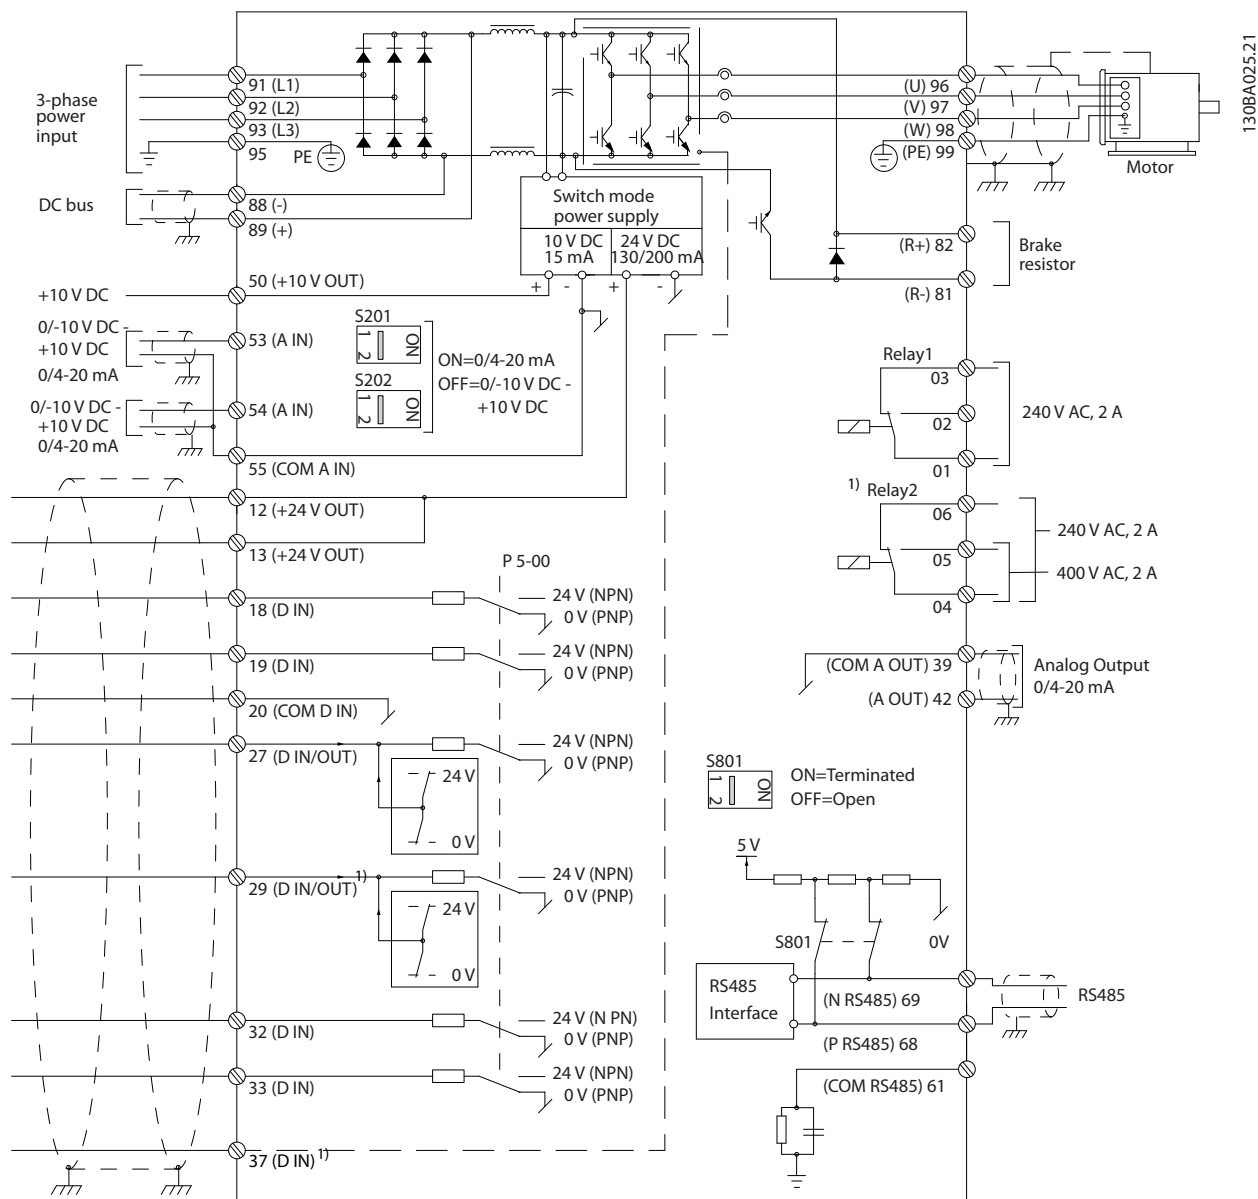 130BA025.21
3-phase
power
input
91 (L1)
92 (L2)
93 (L3)
95
PE
DC bus
88 (-)
89 (+)
+10 V DC
50 (+10 V OUT)
0/-10 V DC -
+10 V DC
0/4-20 mA
53 (A IN)
0/-10 V DC -
+10 V DC
0/4-20 mA
54 (A IN)
55 (COM A IN)
12 (+24 V OUT)
13 (+24 V OUT)
18 (D IN)
19 (D IN)
20 (COM D IN)
27 (D IN/OUT)
24 V
0 V
29 (D IN/OUT) 1)
24 V
0 V
32 (D IN)
33 (D IN)
37 (D IN) 1)
Switch mode
power supply
10 V DC
15 mA
24 V DC
130/200 mA
+ - + -
S201
1 2 ON
S202
1 2 ON
ON=0/4-20 mA
OFF=0/-10 V DC -
+10 V DC
P 5-00
24 V (NPN)
0 V (PNP)
24 V (NPN)
0 V (PNP)
24 V (NPN)
0 V (PNP)
24 V (NPN)
0 V (PNP)
24 V (N PN)
0 V (PNP)
24 V (NPN)
0 V (PNP)
(U) 96
(V) 97
(W) 98
(PE) 99
Motor
(R+) 82
(R-) 81
Brake
resistor
Relay1
03
02
01
240 V AC, 2 A
1) Relay2
06
05
04
240 V AC, 2 A
400 V AC, 2 A
(COM A OUT) 39
(A OUT) 42
Analog Output
0/4-20 mA
S801
1 2 ON
ON=Terminated
OFF=Open
5 V
S801
0V
RS485
Interface
(N RS485) 69
(P RS485) 68
(COM RS485) 61
RS485